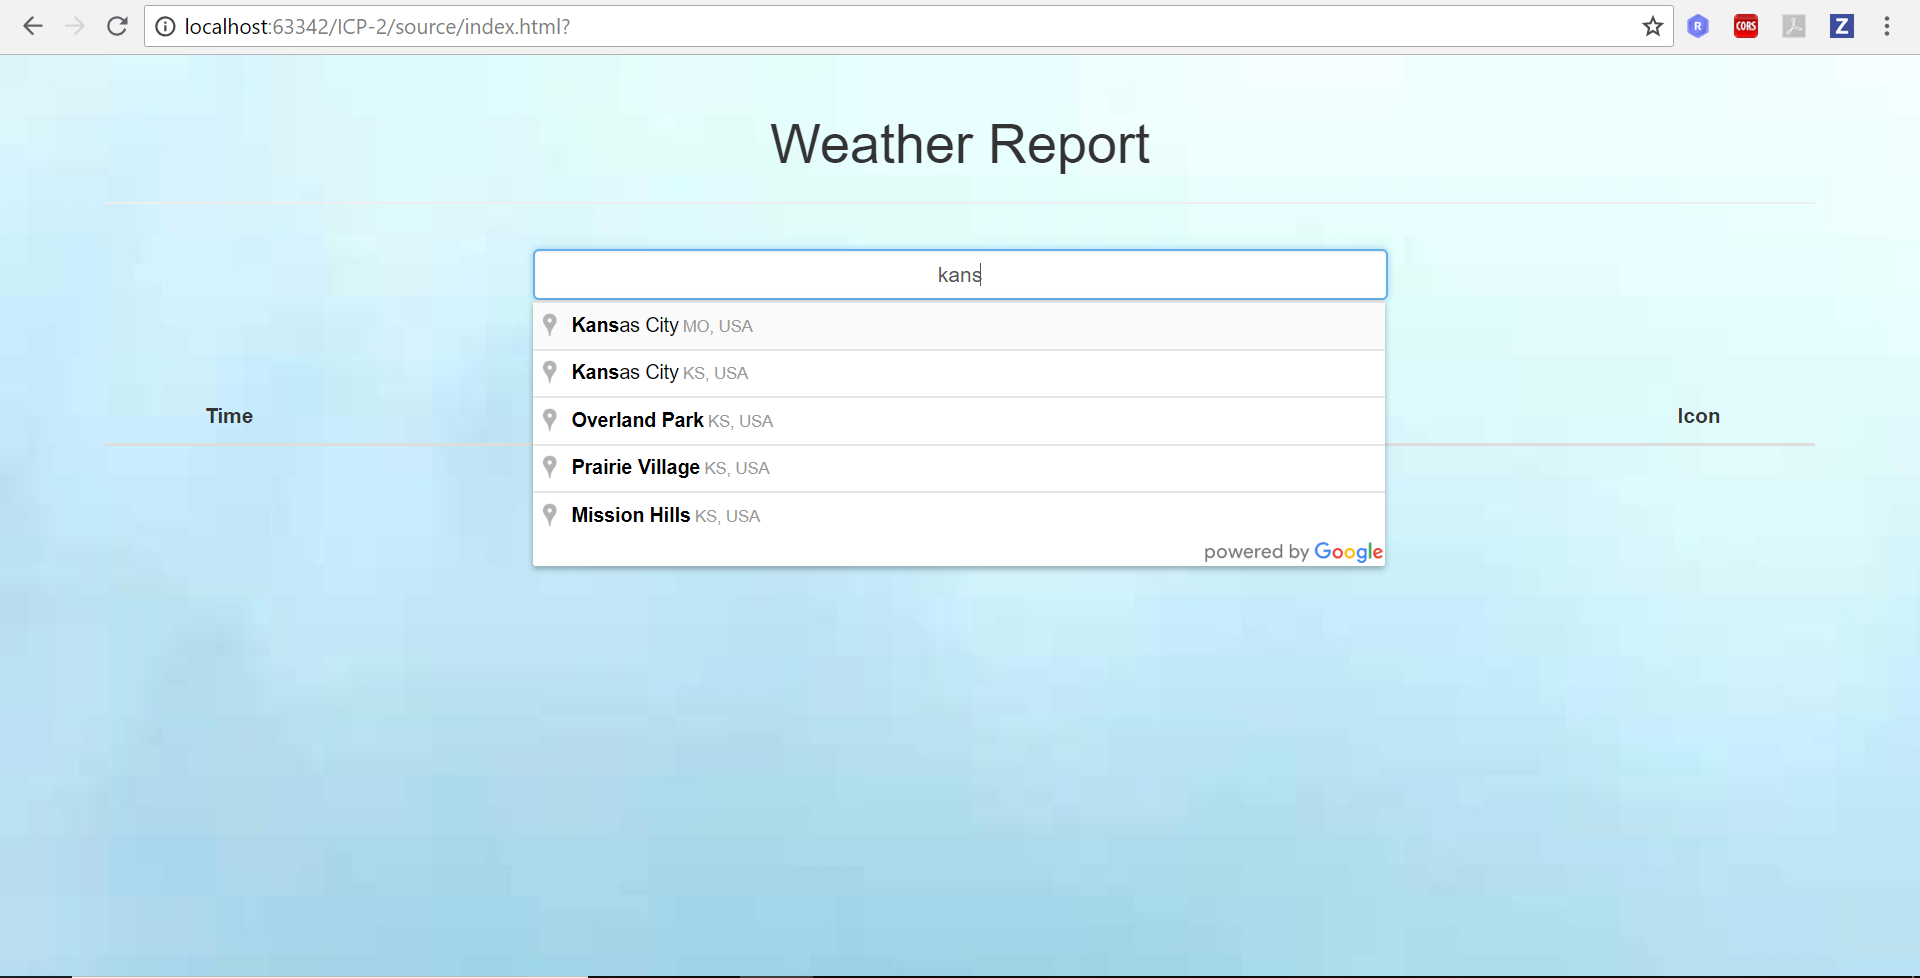 localhost:63342/ICP-2/source/index.html?
R CORS Z
Weather Report
kans
Kansas City MO, USA
Kansas City KS, USA
Time Overland Park KS, USA Icon
Prairie Village KS, USA
Mission Hills KS, USA
powered by Google